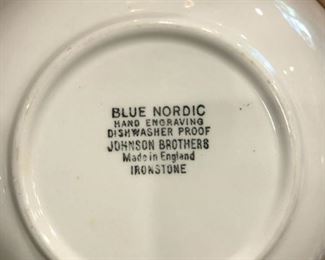 BLUE NORDIC
HAND ENGRAVING
DISHWASHER PROOF
JOHNSON BROTHERS
Made in England
IRONSTONE